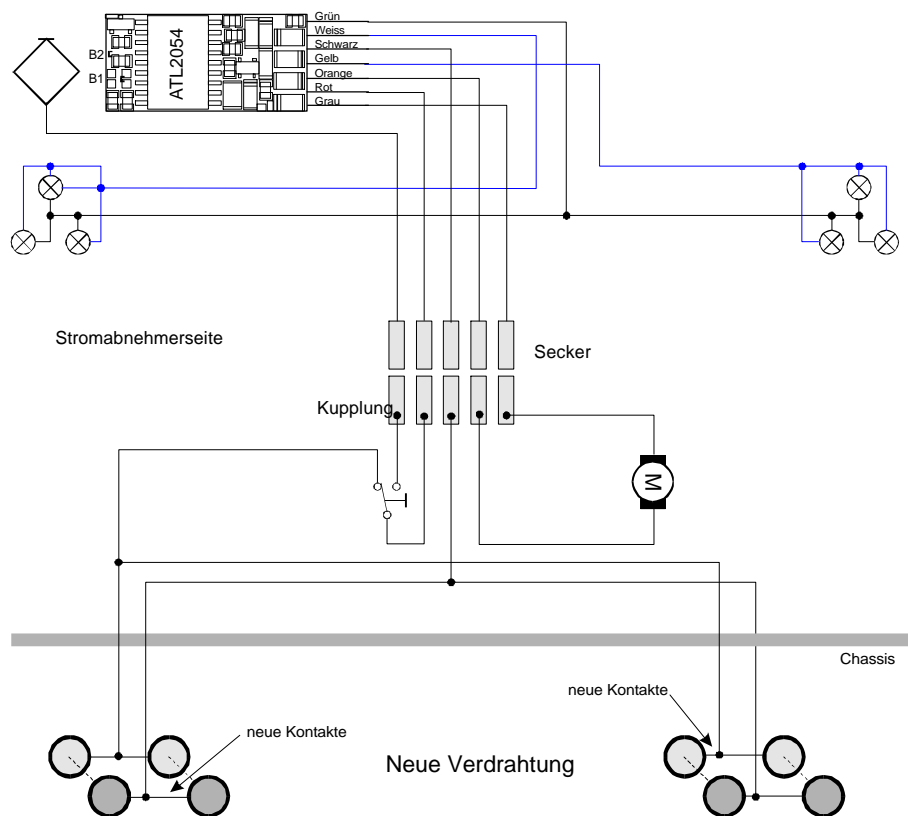 Grün
Weiss
Schwarz
Gelb
Orange
Rot
Grau
B2
B1
ATL2054
Stromabnehmerseite
Secker
Kupplung
M
Chassis
neue Kontakte
neue Kontakte
Neue Verdrahtung